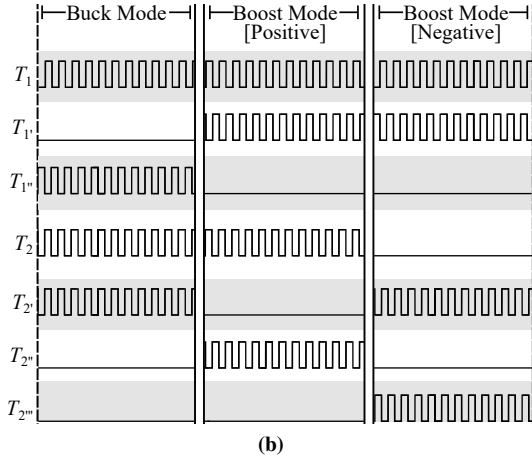 Buck Mode Boost Mode Boost Mode
[Positive] [Negative]
T1
T1'
T1"
T2
T2'
T2"
T2'''
(b)